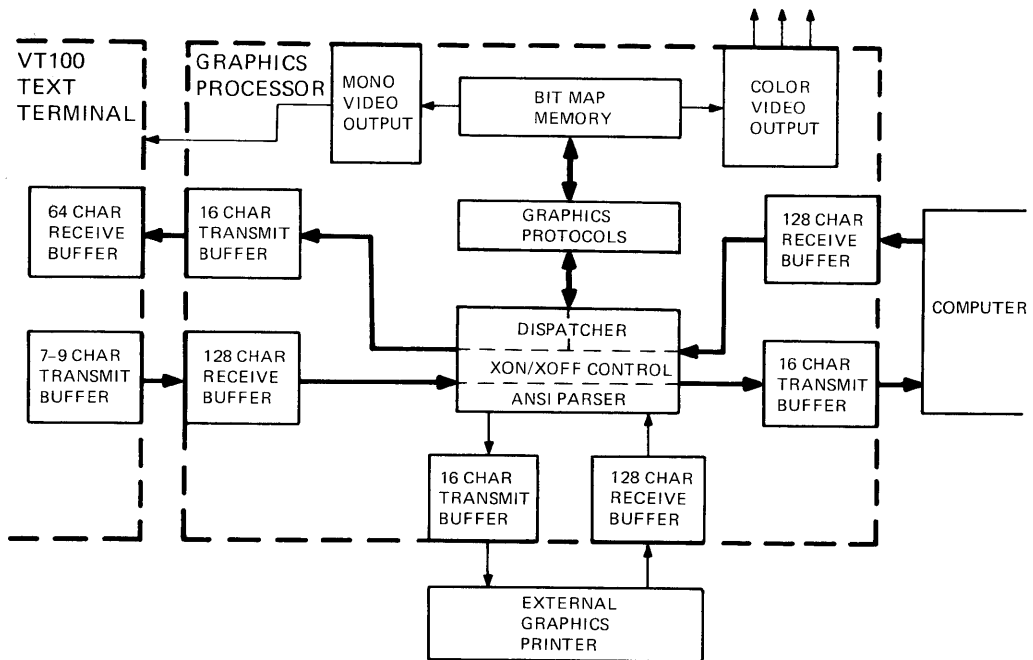 VT100
TEXT
TERMINAL
GRAPHICS
PROCESSOR
MONO
VIDEO
OUTPUT
BIT MAP
MEMORY
COLOR
VIDEO
OUTPUT
64 CHAR
RECEIVE
BUFFER
16 CHAR
TRANSMIT
BUFFER
GRAPHICS
PROTOCOLS
128 CHAR
RECEIVE
BUFFER
COMPUTER
7–9 CHAR
TRANSMIT
BUFFER
128 CHAR
RECEIVE
BUFFER
DISPATCHER
XON/XOFF CONTROL
ANSI PARSER
16 CHAR
TRANSMIT
BUFFER
16 CHAR
TRANSMIT
BUFFER
128 CHAR
RECEIVE
BUFFER
EXTERNAL
GRAPHICS
PRINTER